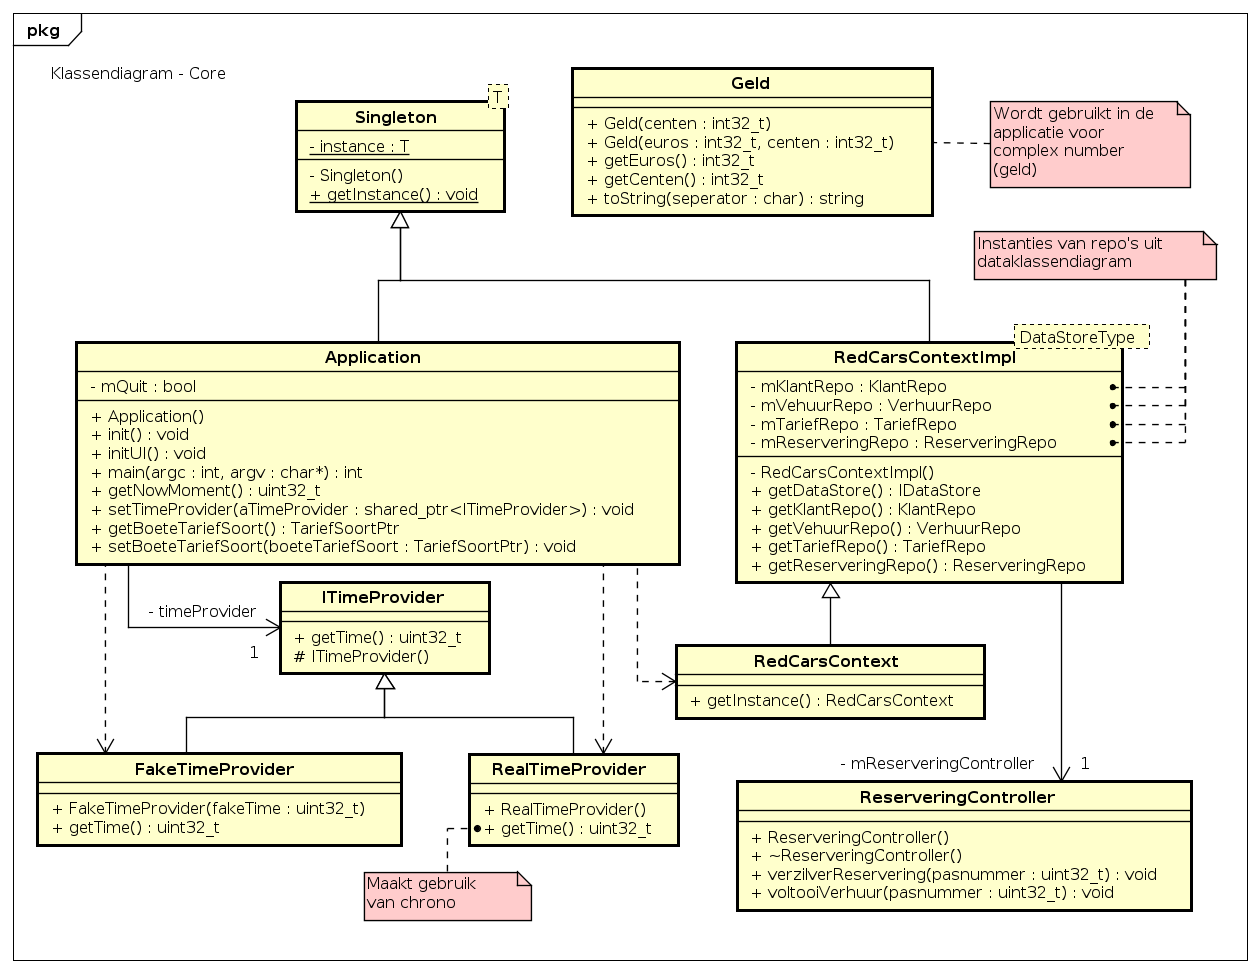 pkg
Klassendiagram - Core
T
Singleton
- instance : T
- Singleton()
+ getInstance() : void
Geld
+ Geld(centen : int32_t)
+ Geld(euros : int32_t, centen : int32_t)
+ getEuros() : int32_t
+ getCenten() : int32_t
+ toString(seperator : char) : string
Wordt gebruikt in de
applicatie voor
complex number
(geld)
Instanties van repo's uit
dataklassendiagram
Application
- mQuit : bool
+ Application()
+ init() : void
+ initUI() : void
+ main(argc : int, argv : char*) : int
+ getNowMoment() : uint32_t
+ setTimeProvider(aTimeProvider : shared_ptr<ITimeProvider>) : void
+ getBoeteTariefSoort() : TariefSoortPtr
+ setBoeteTariefSoort(boeteTariefSoort : TariefSoortPtr) : void
DataStoreType
RedCarsContextImpl
- mKlantRepo : KlantRepo
- mVehuurRepo : VerhuurRepo
- mTariefRepo : TariefRepo
- mReserveringRepo : ReserveringRepo
- RedCarsContextImpl()
+ getDataStore() : IDataStore
+ getKlantRepo() : KlantRepo
+ getVehuurRepo() : VerhuurRepo
+ getTariefRepo() : TariefRepo
+ getReserveringRepo() : ReserveringRepo
- timeProvider
1
ITimeProvider
+ getTime() : uint32_t
# ITimeProvider()
RedCarsContext
+ getInstance() : RedCarsContext
FakeTimeProvider
+ FakeTimeProvider(fakeTime : uint32_t)
+ getTime() : uint32_t
RealTimeProvider
+ RealTimeProvider()
+ getTime() : uint32_t
Maakt gebruik
van chrono
- mReserveringController
1
ReserveringController
+ ReserveringController()
+ ~ReserveringController()
+ verzilverReservering(pasnummer : uint32_t) : void
+ voltooiVerhuur(pasnummer : uint32_t) : void